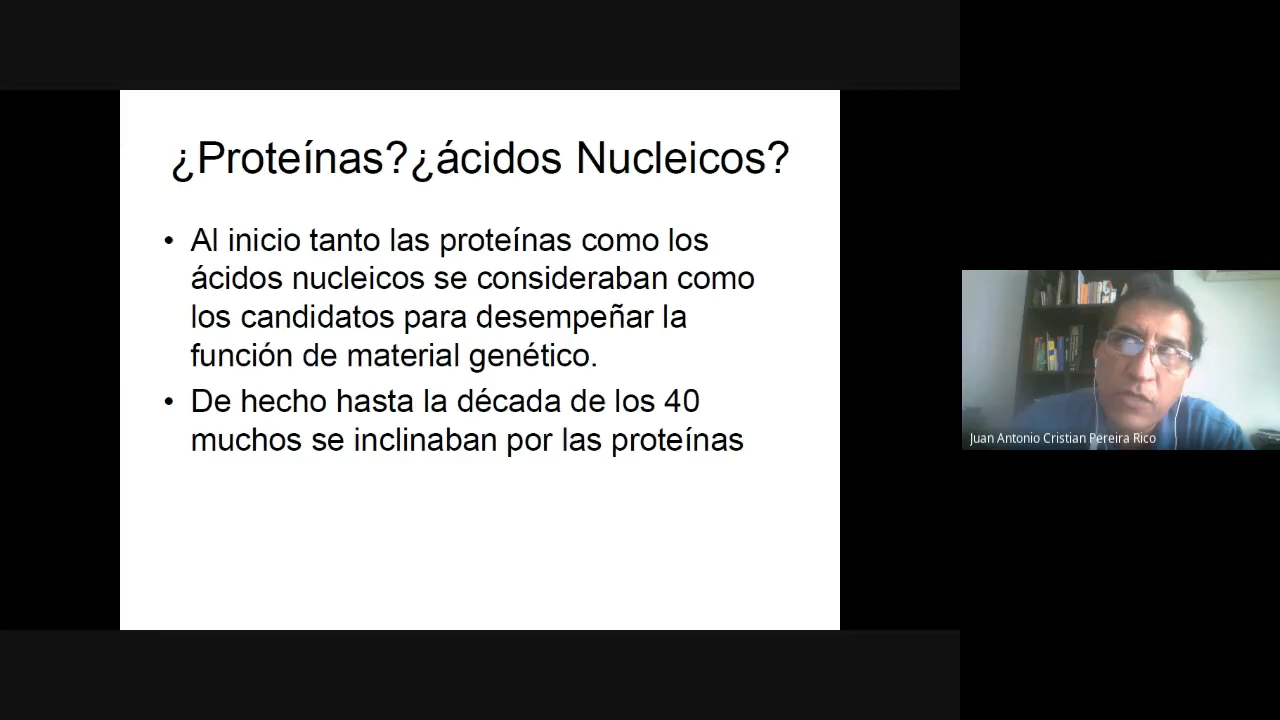 ¿Proteínas?¿ácidos Nucleicos?
• Al inicio tanto las proteínas como los
ácidos nucleicos se consideraban como
los candidatos para desempeñar la
función de material genético.
• De hecho hasta la década de los 40
muchos se inclinaban por las proteínas
Juan Antonio Cristian Pereira Rico